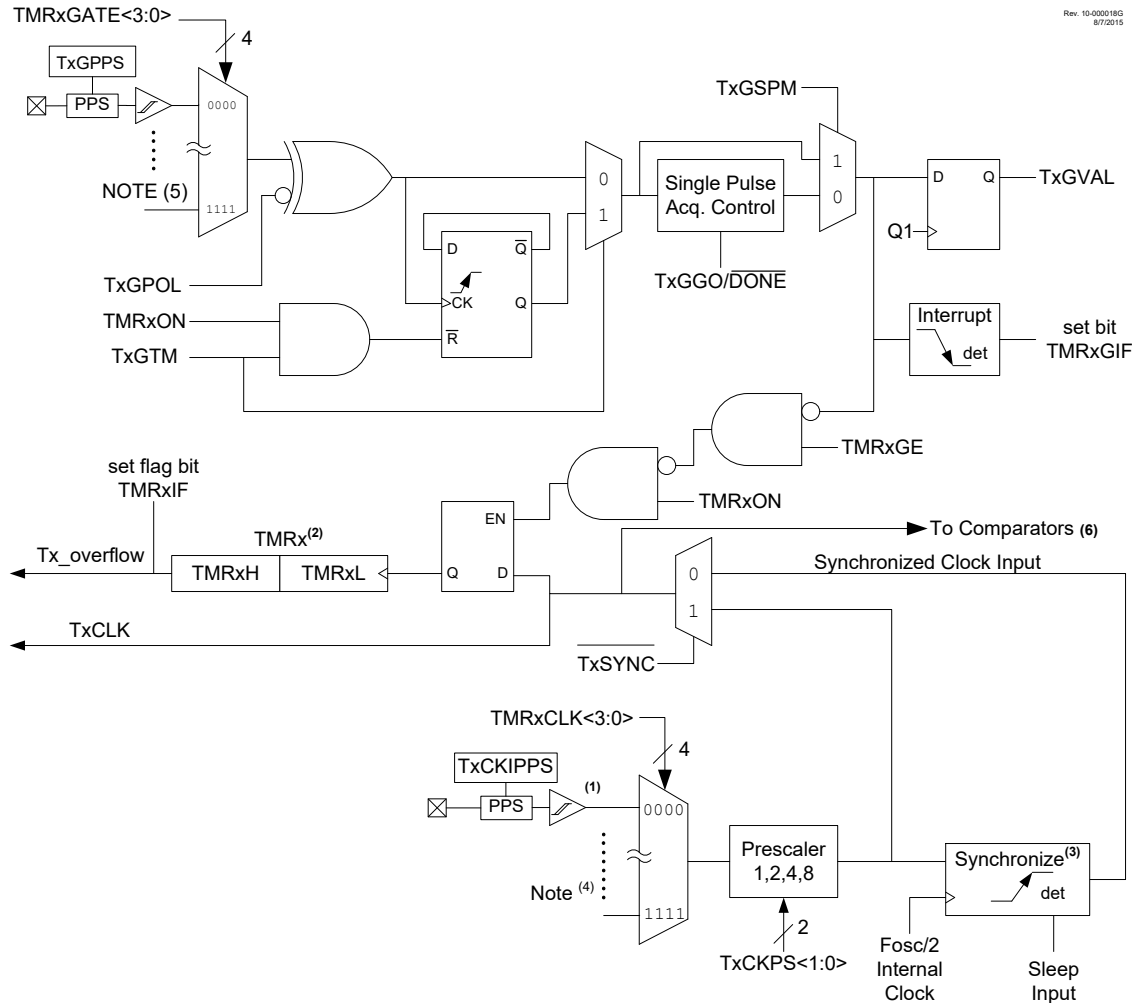 Rev. 10-000018G
8/7/2015
TMRxGATE<3:0>
4
TxGPPS
PPS
0000
NOTE (5)
1111
TxGPOL
TMRxON
TxGTM
D
Q
CK
Q
R
0
1
Single Pulse
Acq. Control
TxGGO/DONE
TxGSPM
1
0
D
Q
Q1
TxGVAL
Interrupt
det
set bit
TMRxGIF
TMRxGE
TMRxON
set flag bit
TMRxIF
Tx_overflow
TMRx(2)
TMRxH
TMRxL
EN
Q
D
TxCLK
To Comparators (6)
0
1
Synchronized Clock Input
TxSYNC
TMRxCLK<3:0>
4
TxCKIPPS
PPS
(1)
0000
Note (4)
1111
Prescaler
1,2,4,8
2
TxCKPS<1:0>
Synchronize(3)
det
Fosc/2
Internal
Clock
Sleep
Input